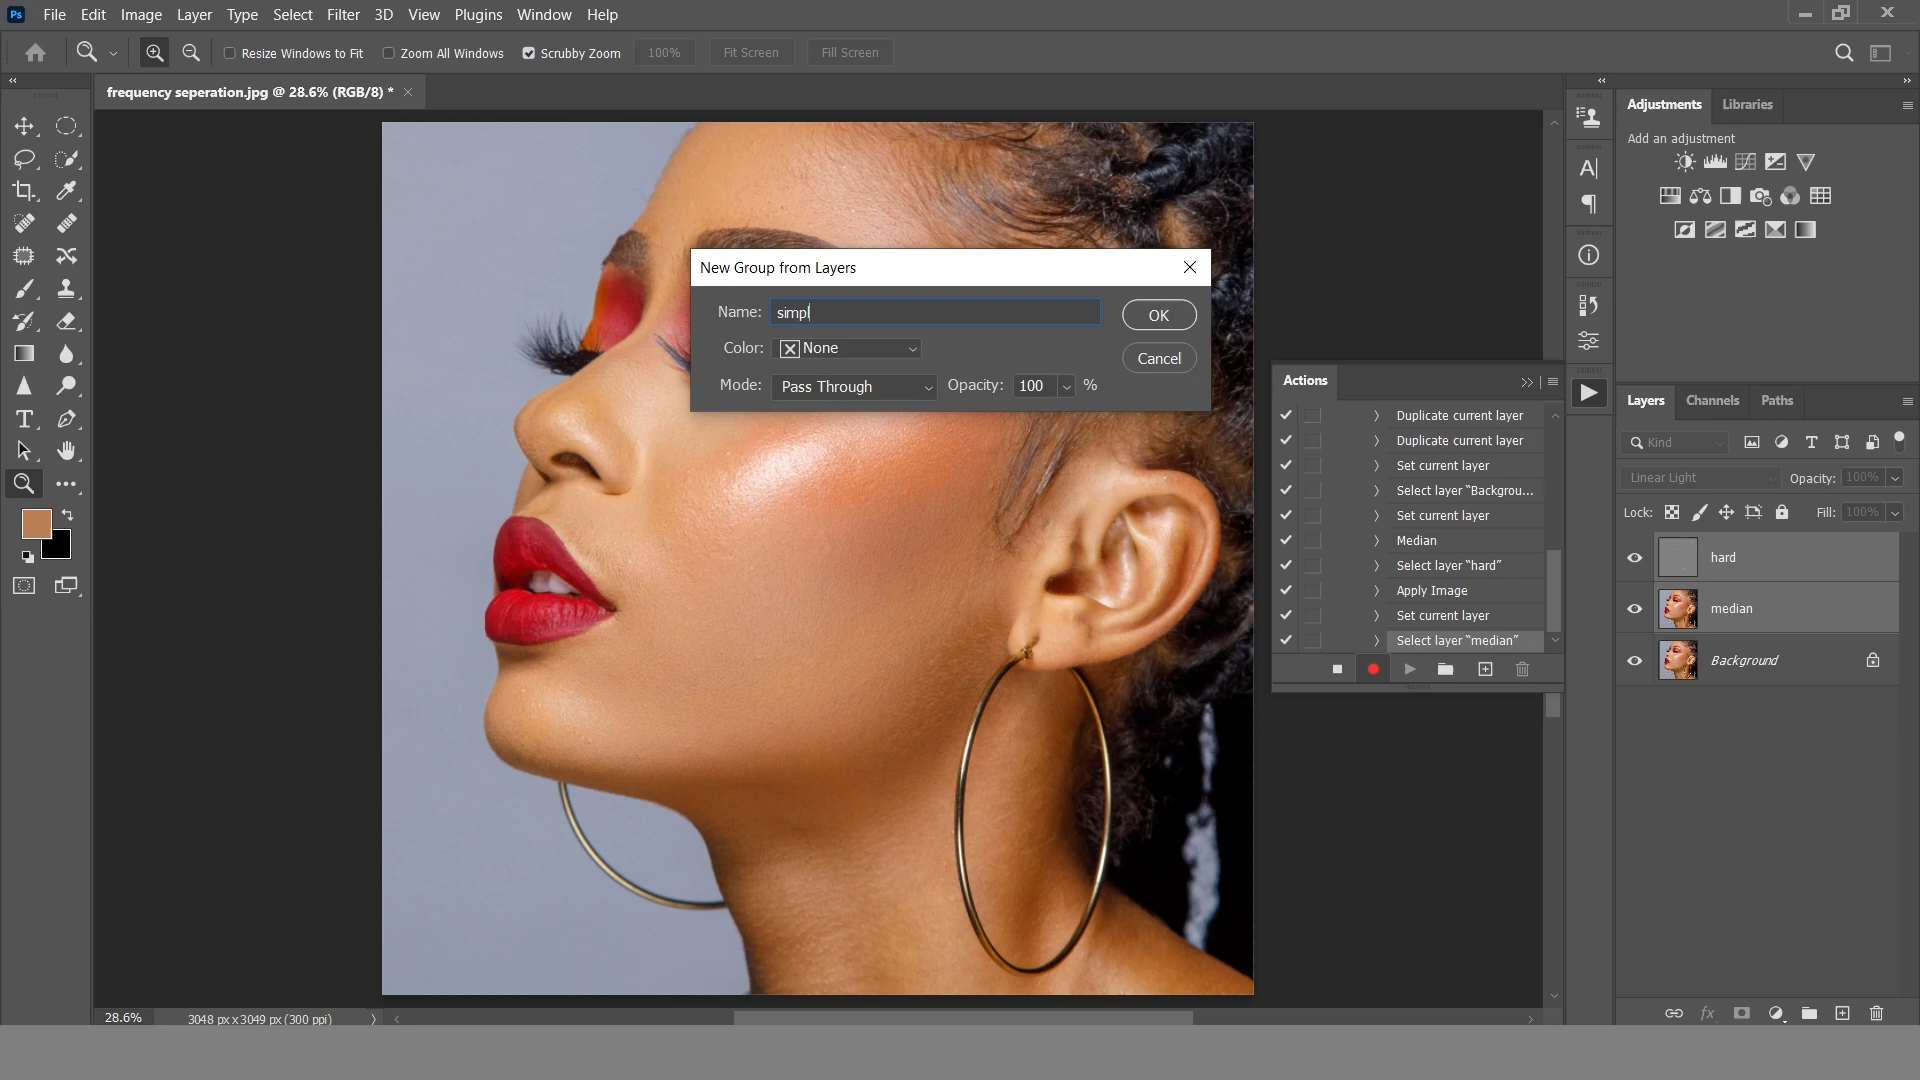 Ps File Edit Image Layer Type Select Filter 3D View Plugins Window Help
Resize Windows to Fit Zoom All Windows Scrubby Zoom 100% Fit Screen Fill Screen
frequency seperation.jpg @ 28.6% (RGB/8) *
Adjustments Libraries
Add an adjustment
New Group from Layers
Name: simpl
OK
Color: None
Cancel
Mode: Pass Through Opacity: 100 %
Actions
Duplicate current layer
Duplicate current layer
Set current layer
Select layer “Backgrou...
Set current layer
Median
Select layer “hard”
Apply Image
Set current layer
Select layer “median”
Layers Channels Paths
Kind
Linear Light Opacity: 100%
Lock: Fill: 100%
hard
median
Background
fx
28.6% 3048 px x 3049 px (300 ppi)